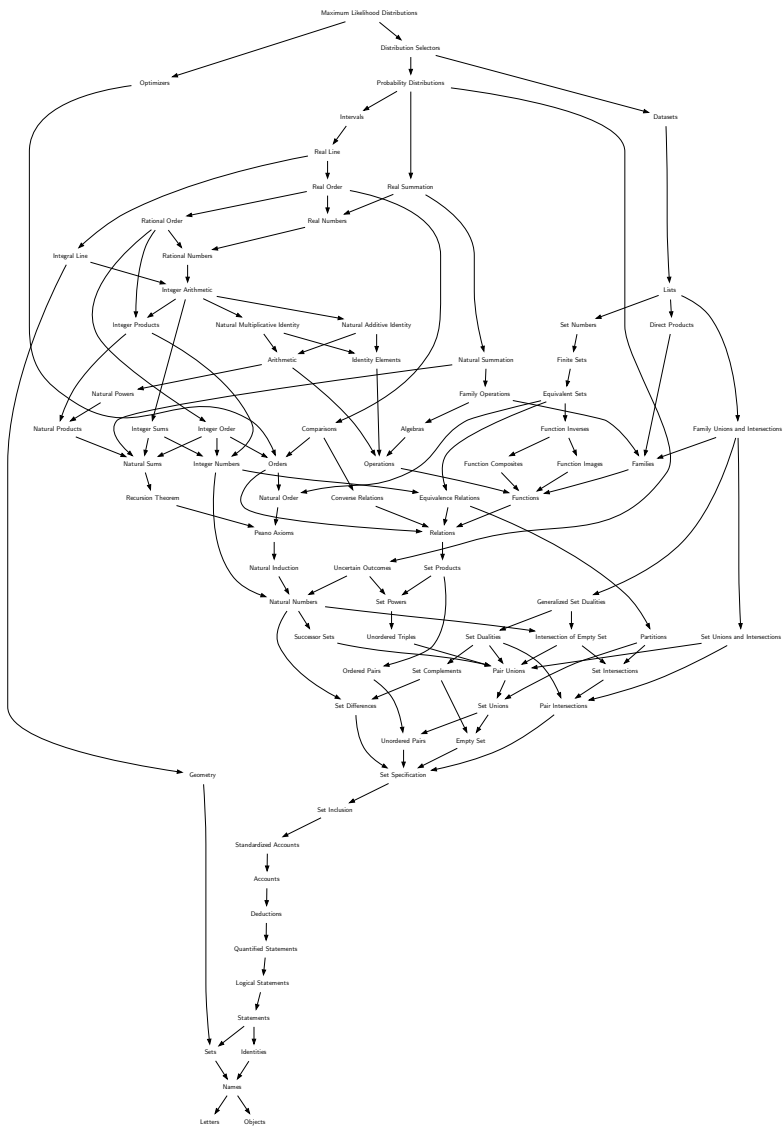 Maximum Likelihood Distributions
Distribution Selectors
Optimizers
Probability Distributions
Intervals
Datasets
Real Line
Real Order
Real Summation
Rational Order
Real Numbers
Integral Line
Rational Numbers
Integer Arithmetic
Lists
Integer Products
Natural Multiplicative Identity
Natural Additive Identity
Set Numbers
Direct Products
Arithmetic
Identity Elements
Natural Summation
Finite Sets
Natural Powers
Family Operations
Equivalent Sets
Natural Products
Integer Sums
Integer Order
Comparisons
Algebras
Function Inverses
Family Unions and Intersections
Natural Sums
Integer Numbers
Orders
Operations
Function Composites
Function Images
Families
Recursion Theorem
Natural Order
Converse Relations
Equivalence Relations
Functions
Peano Axioms
Relations
Natural Induction
Uncertain Outcomes
Set Products
Natural Numbers
Set Powers
Generalized Set Dualities
Successor Sets
Unordered Triples
Set Dualities
Intersection of Empty Set
Partitions
Set Unions and Intersections
Ordered Pairs
Set Complements
Pair Unions
Set Intersections
Set Differences
Set Unions
Pair Intersections
Unordered Pairs
Empty Set
Geometry
Set Specification
Set Inclusion
Standardized Accounts
Accounts
Deductions
Quantified Statements
Logical Statements
Statements
Sets
Identities
Names
Letters
Objects